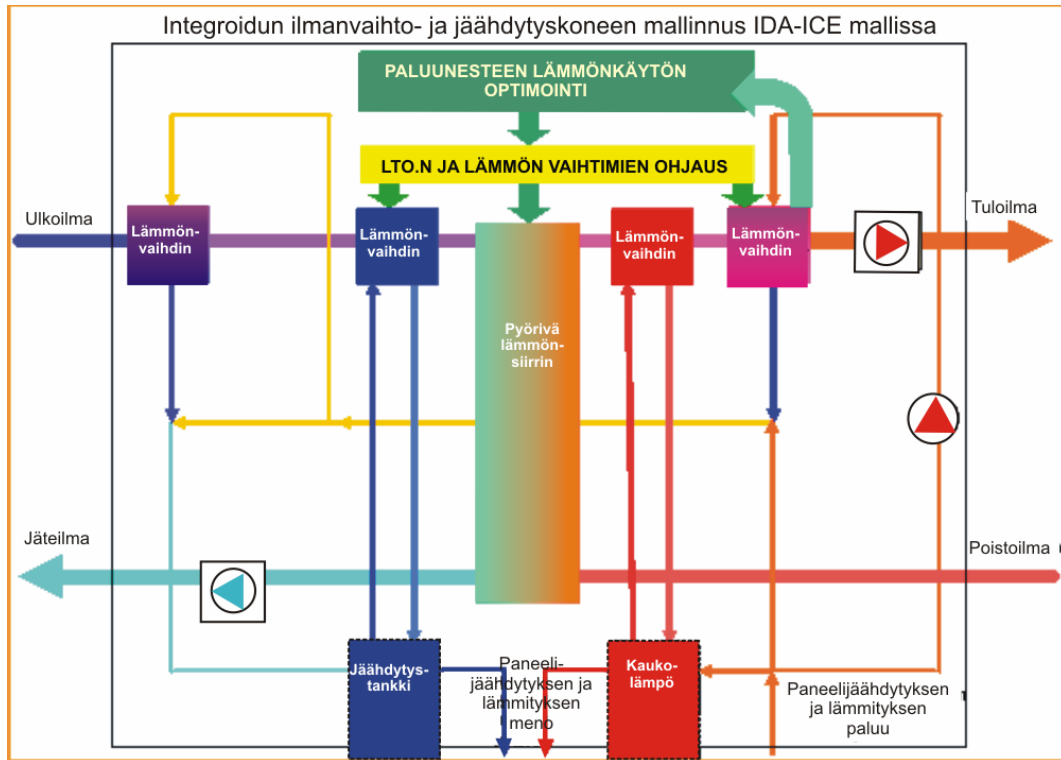 Integroidun ilmanvaihto- ja jäähdytyskoneen mallinnus IDA-ICE mallissa
PALUUNESTEEN LÄMMÖNKÄYTÖN
OPTIMOINTI
LTO.N JA LÄMMÖN VAIHTIMIEN OHJAUS
Ulkoilma
Lämmön-
vaihdin
Lämmön-
vaihdin
Lämmön-
vaihdin
Lämmön-
vaihdin
Tuloilma
Pyörivä
lämmön-
siirrin
Jäteilma
Poistoilma
Jäähdytys-
tankki
Paneeli-
jäähdytyksen ja
lämmityksen
meno
Kauko-
lämpö
Paneelijäähdytyksen
ja lämmityksen
paluu